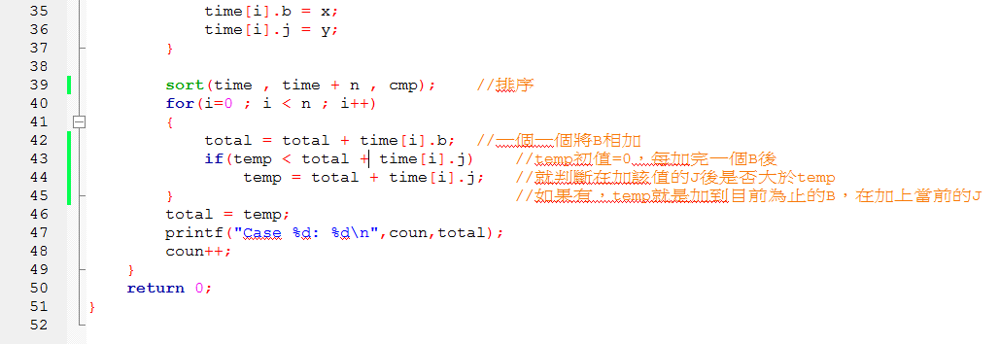 35 time[i].b = x;
36 time[i].j = y;
37 }
38
39 sort(time , time + n , cmp); //排序
40 for(i=0 ; i < n ; i++)
41 {
42 total = total + time[i].b; //一個一個將B相加
43 if(temp < total + time[i].j) //temp初值=0，每加完一個B後
44 temp = total + time[i].j; //就判斷在加該值的J後是否大於temp
45 } //如果有，temp就是加到目前為止的B，在加上當前的J
46 total = temp;
47 printf("Case %d: %d\n",coun,total);
48 coun++;
49 }
50 return 0;
51 }
52